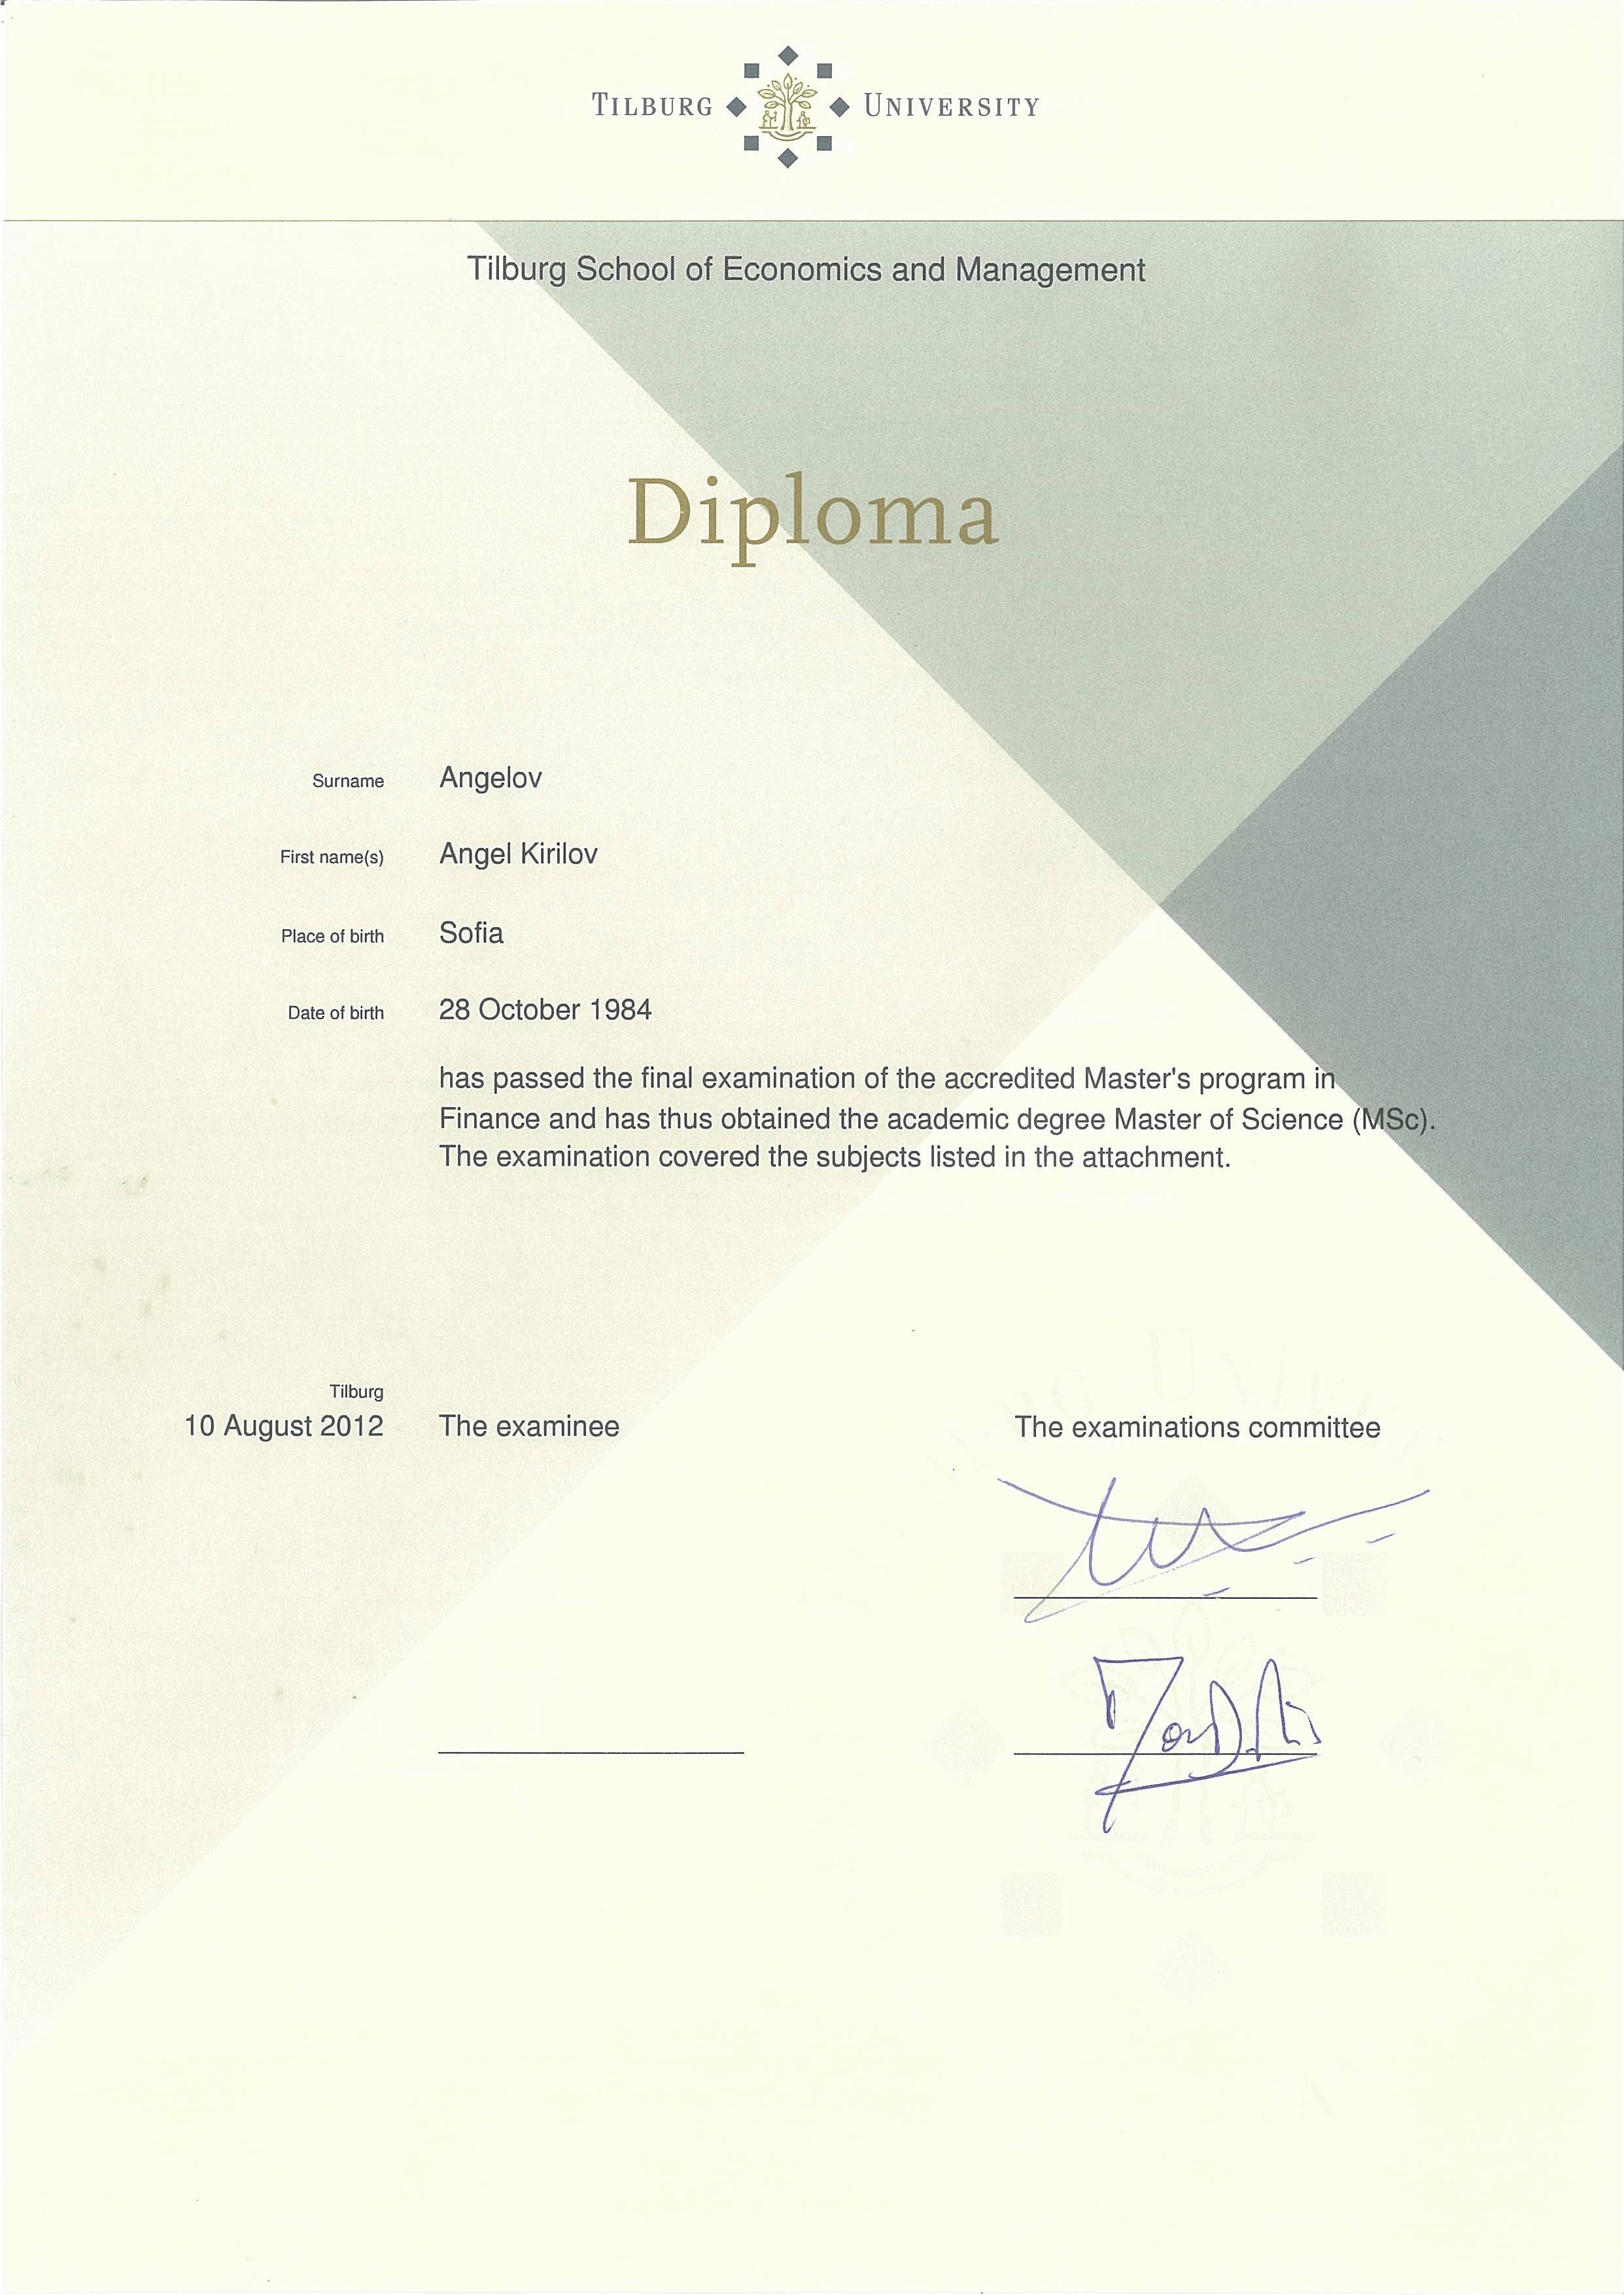 TILBURG UNIVERSITY
Tilburg School of Economics and Management
Diploma
Surname Angelov
First name(s) Angel Kirilov
Place of birth Sofia
Date of birth 28 October 1984
has passed the final examination of the accredited Master's program in
Finance and has thus obtained the academic degree Master of Science (MSc).
The examination covered the subjects listed in the attachment.
Tilburg
10 August 2012 The examinee The examinations committee